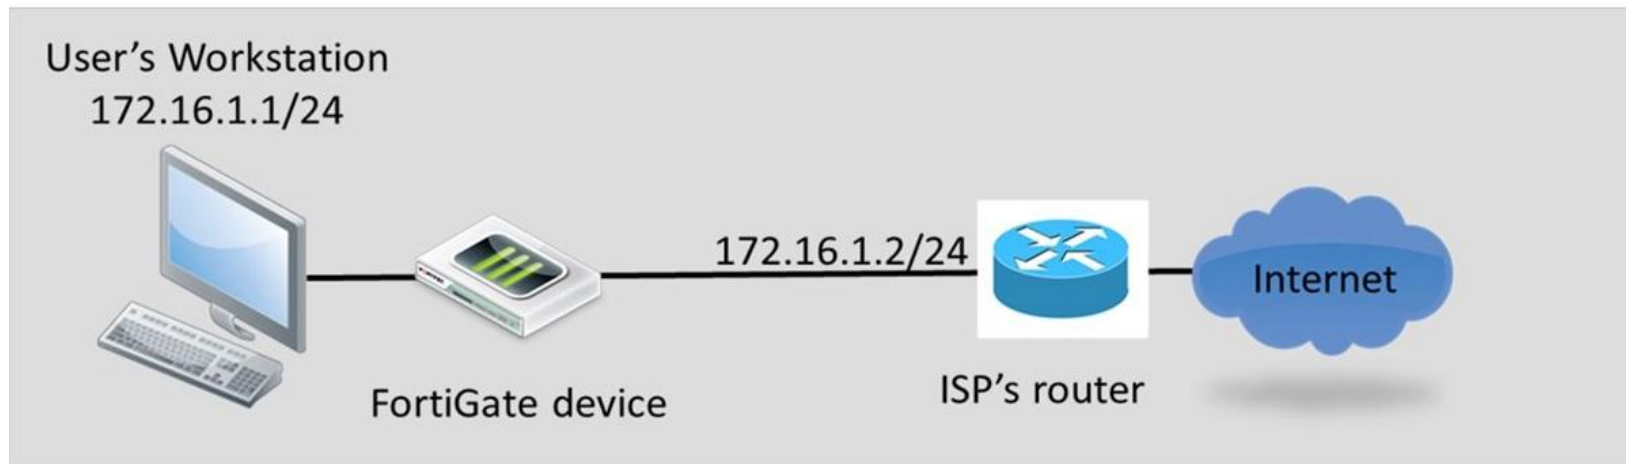 User's Workstation
172.16.1.1/24
172.16.1.2/24
Internet
FortiGate device
ISP's router